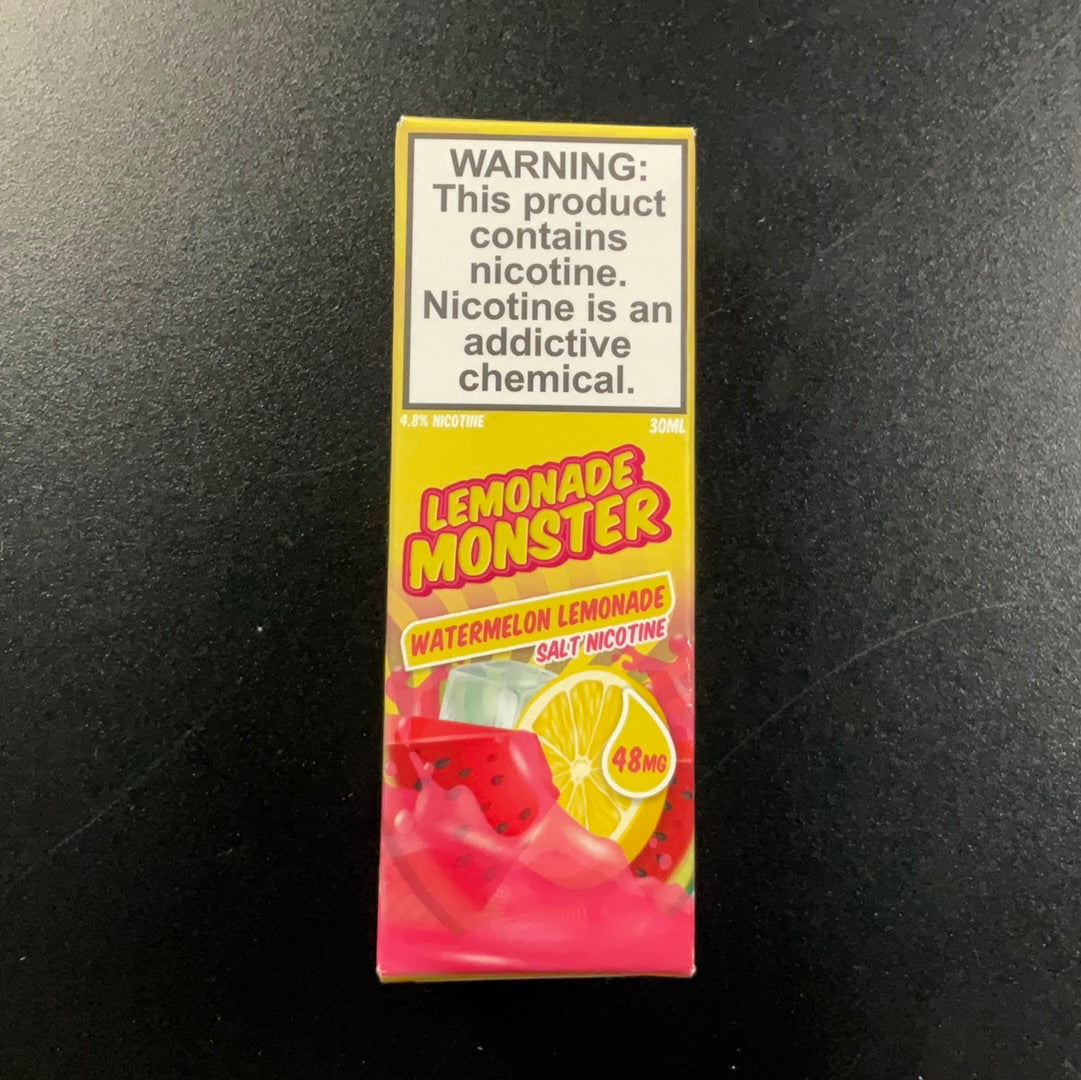 WARNING:
This product
contains
nicotine.
Nicotine is an
addictive
chemical.
4.8% NICOTINE 30ML
LEMONADE
MONSTER
WATERMELON LEMONADE
SALT NICOTINE
48MG